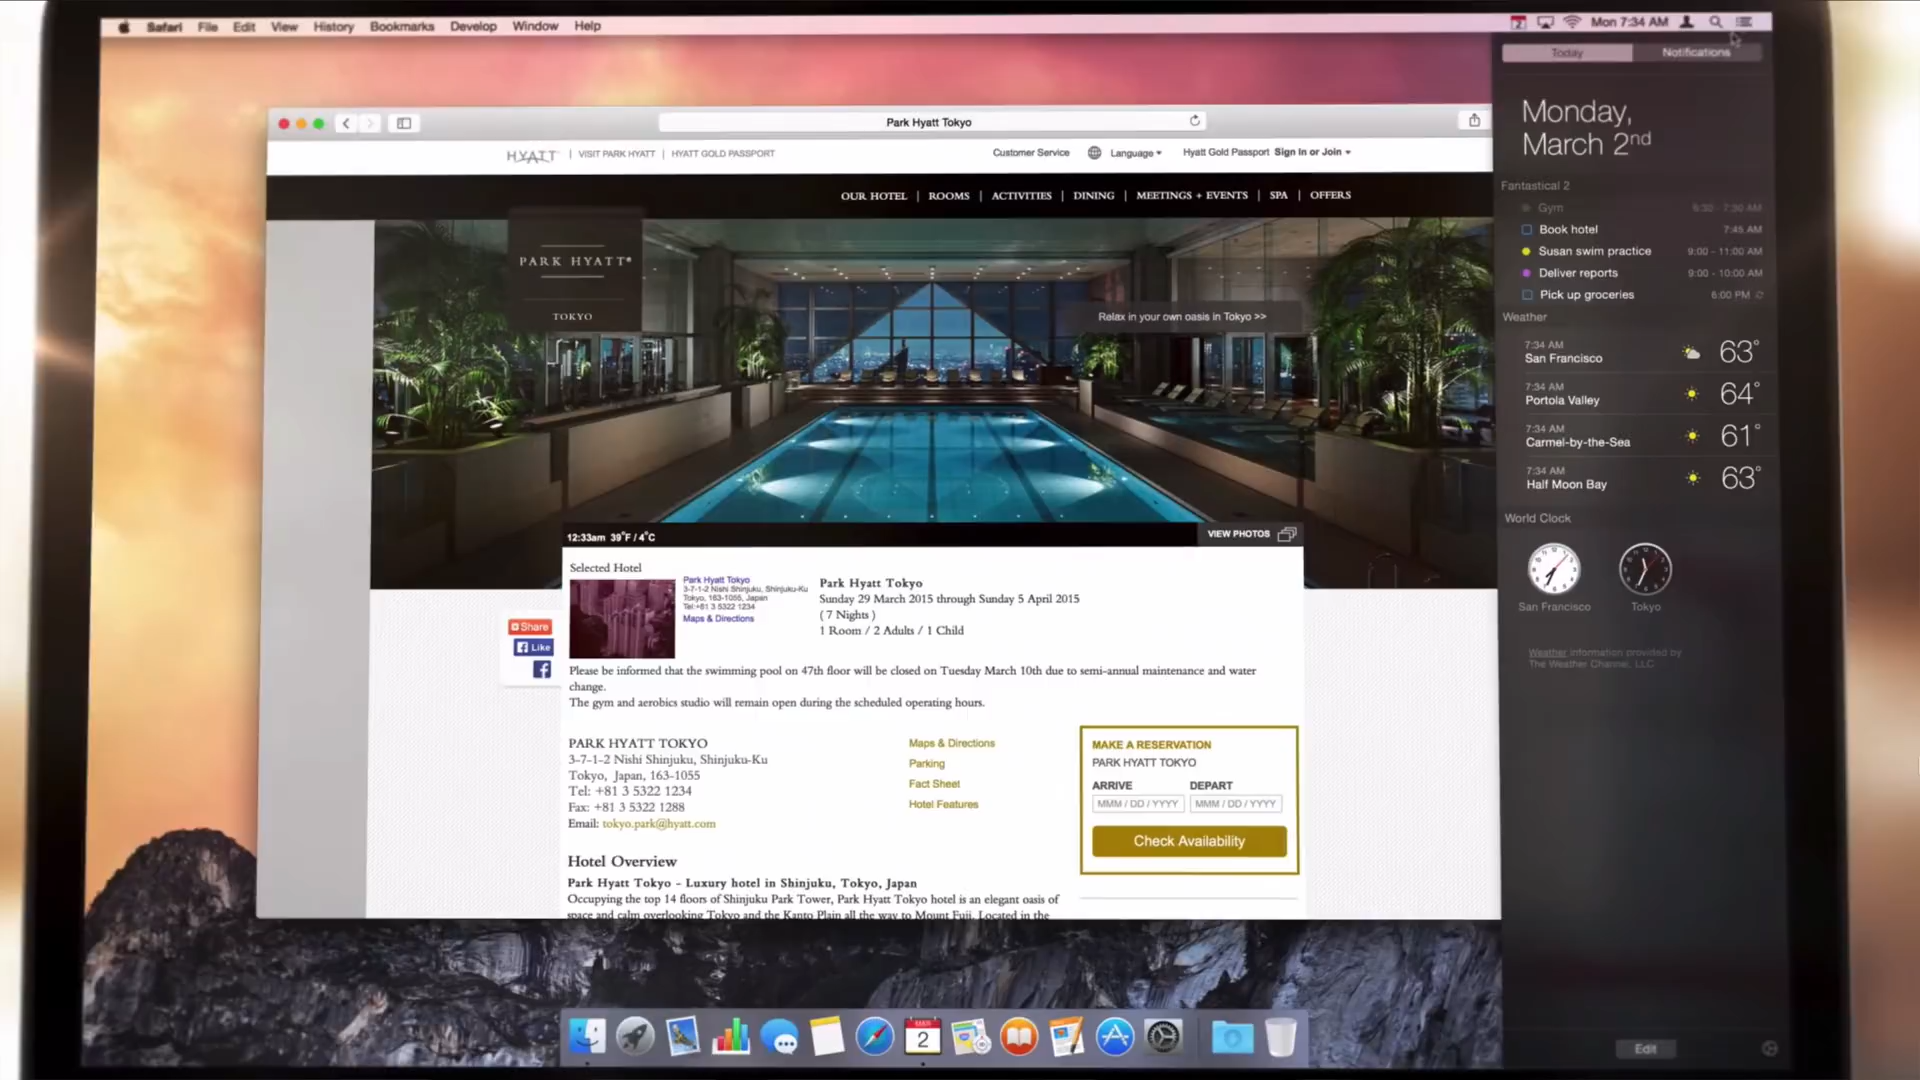 Safari File Edit View History Bookmarks Develop Window Help
2 Mon 7:34 AM
Park Hyatt Tokyo
HYATT | VISIT PARK HYATT | HYATT GOLD PASSPORT
Customer Service Language Hyatt Gold Passport Sign In or Join
OUR HOTEL | ROOMS | ACTIVITIES | DINING | MEETINGS + EVENTS | SPA | OFFERS
PARK HYATT®
TOKYO
Relax in your own oasis in Tokyo >>
12:33am 39°F / 4°C
VIEW PHOTOS
Selected Hotel
Park Hyatt Tokyo
3-7-1-2 Nishi Shinjuku, Shinjuku-Ku
Tokyo, 163-1055, Japan
Tel:+81 3 5322 1234
Maps & Directions
Park Hyatt Tokyo
Sunday 29 March 2015 through Sunday 5 April 2015
( 7 Nights )
1 Room / 2 Adults / 1 Child
Share
Like
Please be informed that the swimming pool on 47th floor will be closed on Tuesday March 10th due to semi-annual maintenance and water
change.
The gym and aerobics studio will remain open during the scheduled operating hours.
PARK HYATT TOKYO
3-7-1-2 Nishi Shinjuku, Shinjuku-Ku
Tokyo, Japan, 163-1055
Tel: +81 3 5322 1234
Fax: +81 3 5322 1288
Email: tokyo.park@hyatt.com
Maps & Directions
Parking
Fact Sheet
Hotel Features
MAKE A RESERVATION
PARK HYATT TOKYO
ARRIVE DEPART
MMM / DD / YYYY MMM / DD / YYYY
Check Availability
Hotel Overview
Park Hyatt Tokyo - Luxury hotel in Shinjuku, Tokyo, Japan
Occupying the top 14 floors of Shinjuku Park Tower, Park Hyatt Tokyo hotel is an elegant oasis of
space and calm overlooking Tokyo and the Kanto Plain all the way to Mount Fuji. Located in the
Today Notifications
Monday,
March 2nd
Fantastical 2
Gym 6:30 - 7:30 AM
Book hotel 7:45 AM
Susan swim practice 9:00 - 11:00 AM
Deliver reports 9:00 - 10:00 AM
Pick up groceries 6:00 PM
Weather
7:34 AM
San Francisco 63°
7:34 AM
Portola Valley 64°
7:34 AM
Carmel-by-the-Sea 61°
7:34 AM
Half Moon Bay 63°
World Clock
San Francisco Tokyo
Weather information provided by
The Weather Channel, LLC
Edit
2